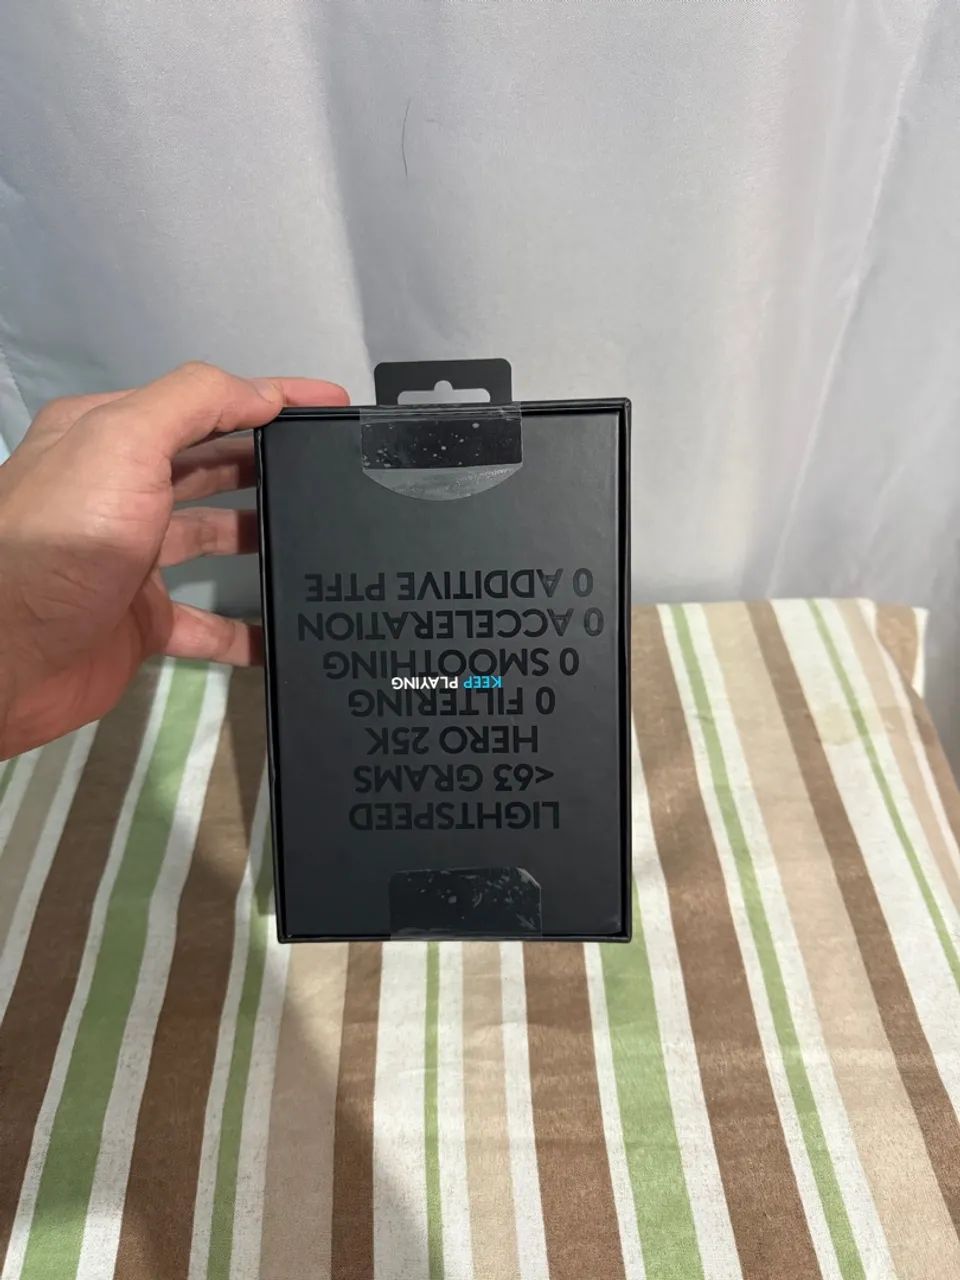 LIGHTSPEED
<63 GRAMS
HERO 25K
0 FILTERING
KEEP PLAYING
0 SMOOTHING
0 ACCELERATION
0 ADDITIVE PTFE